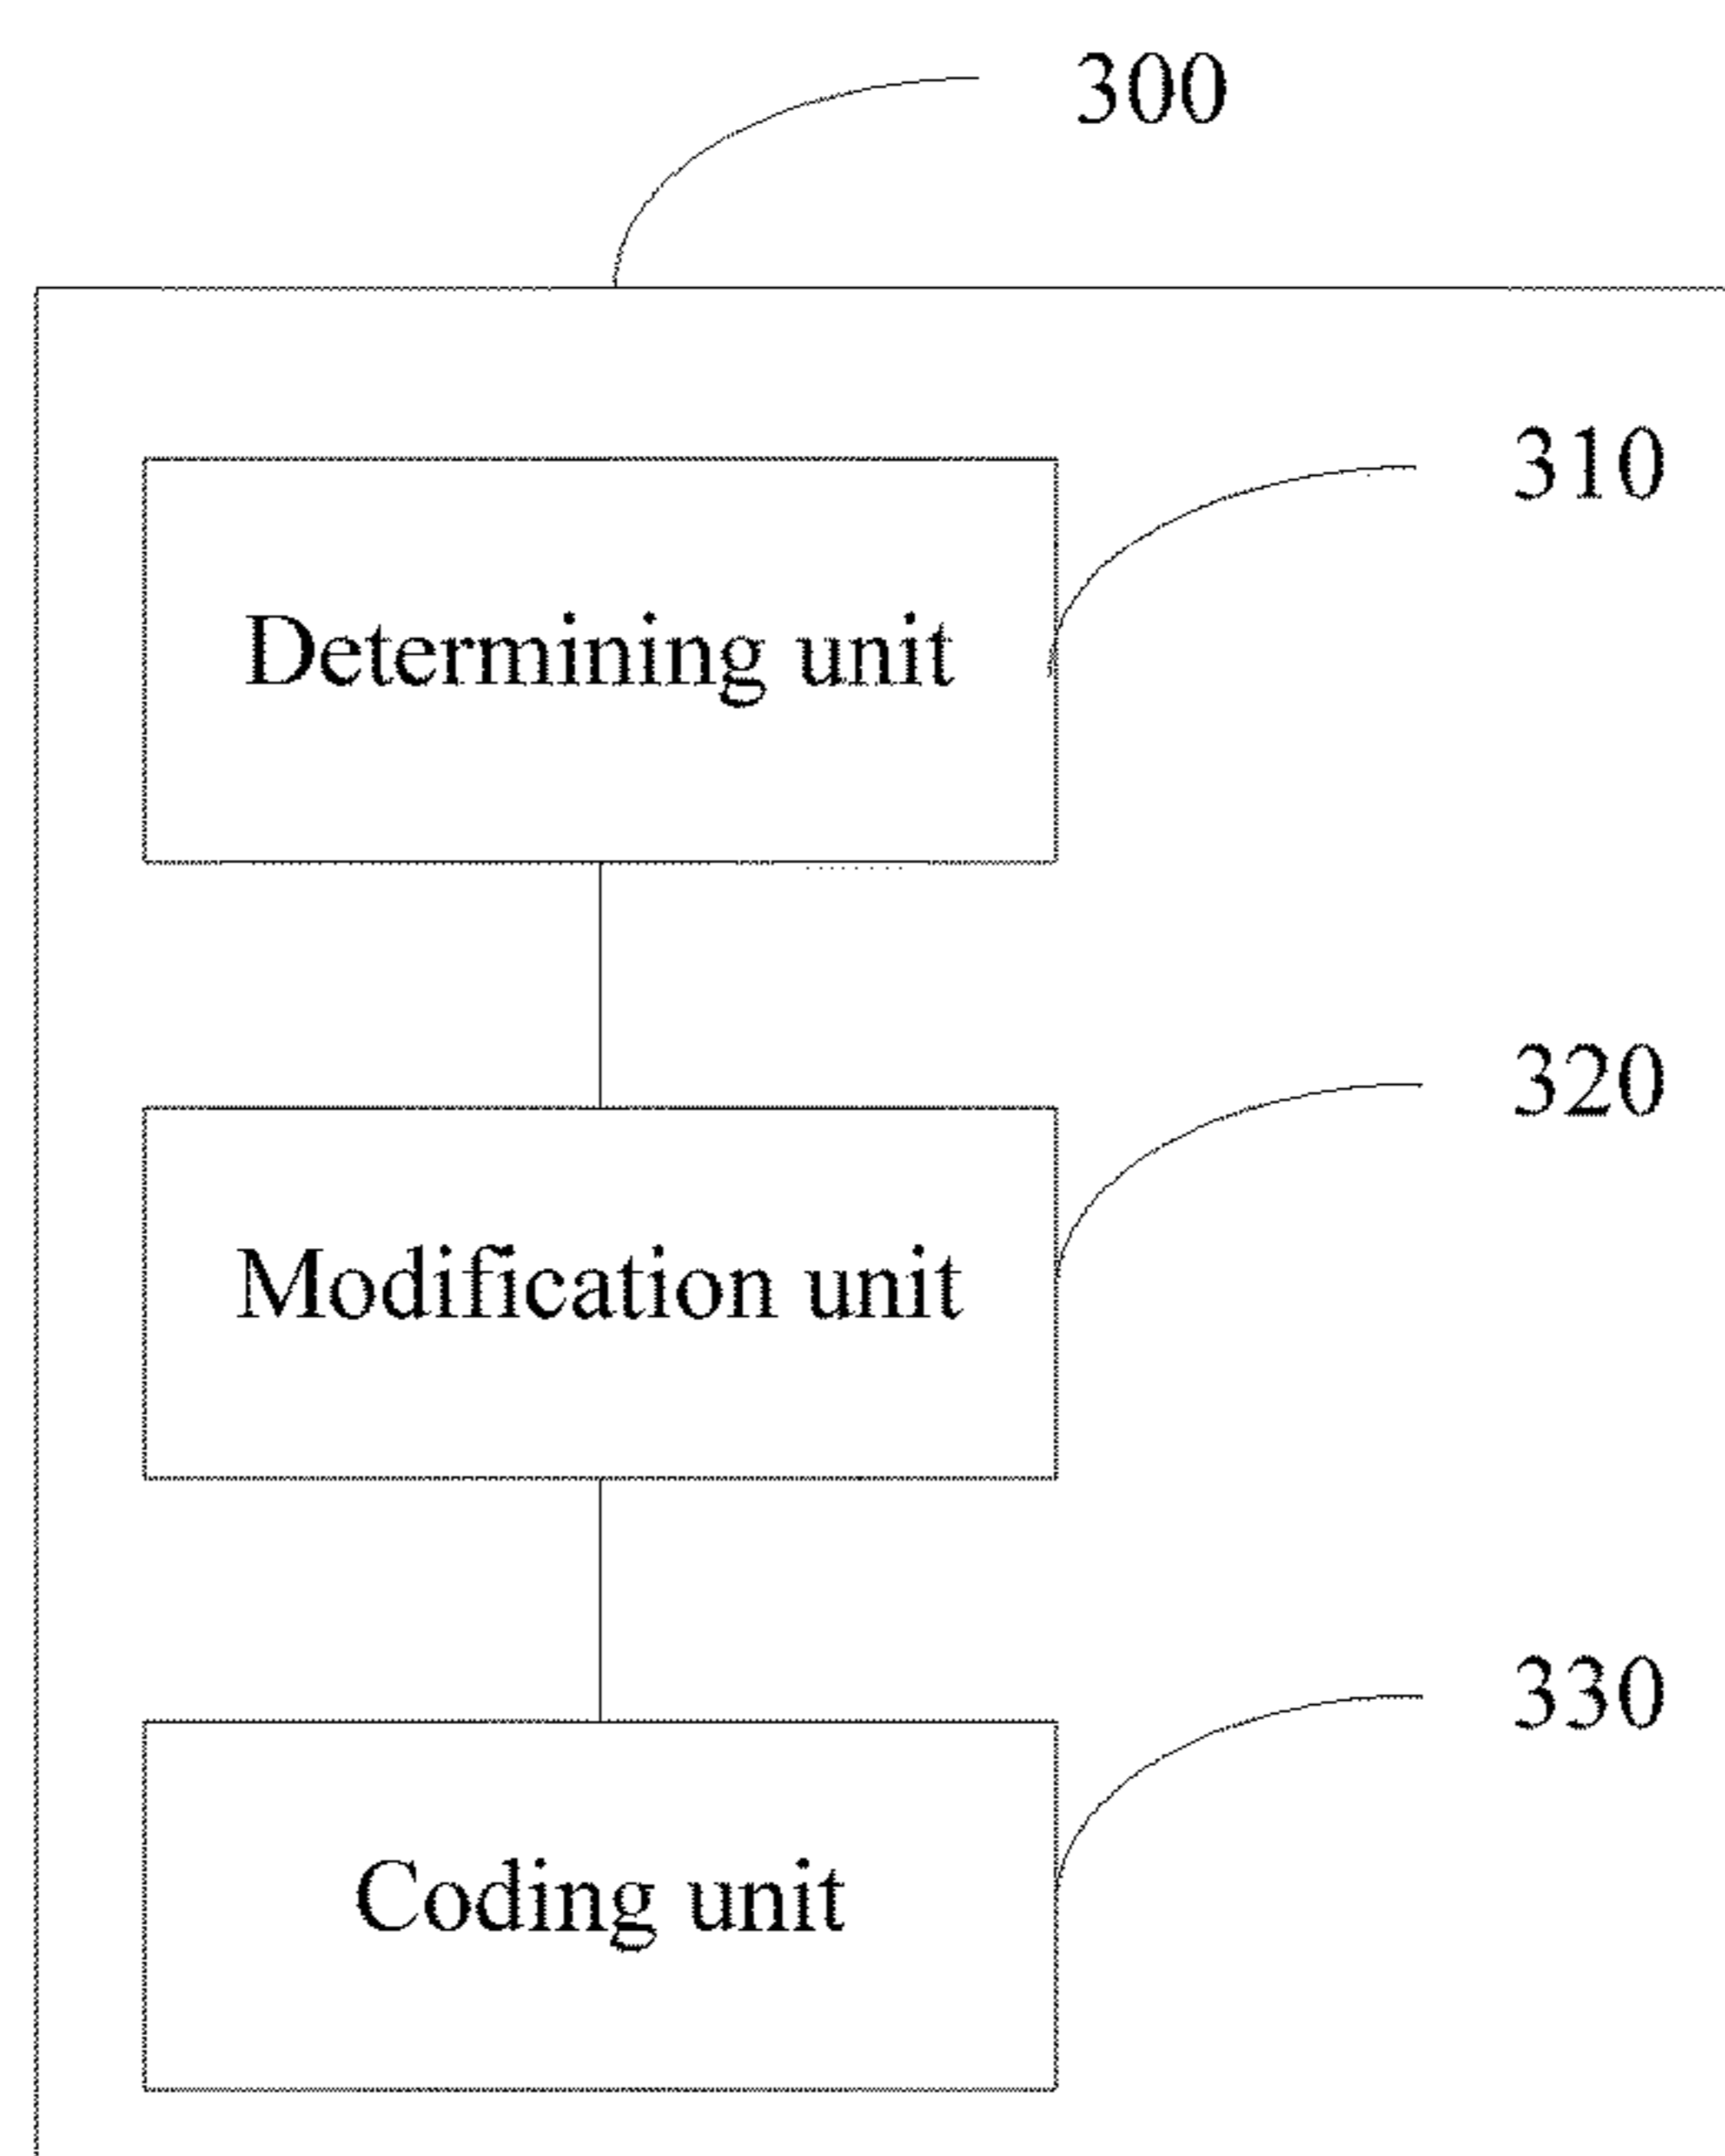 300
310
Determining unit
320
Modification unit
330
Coding unit